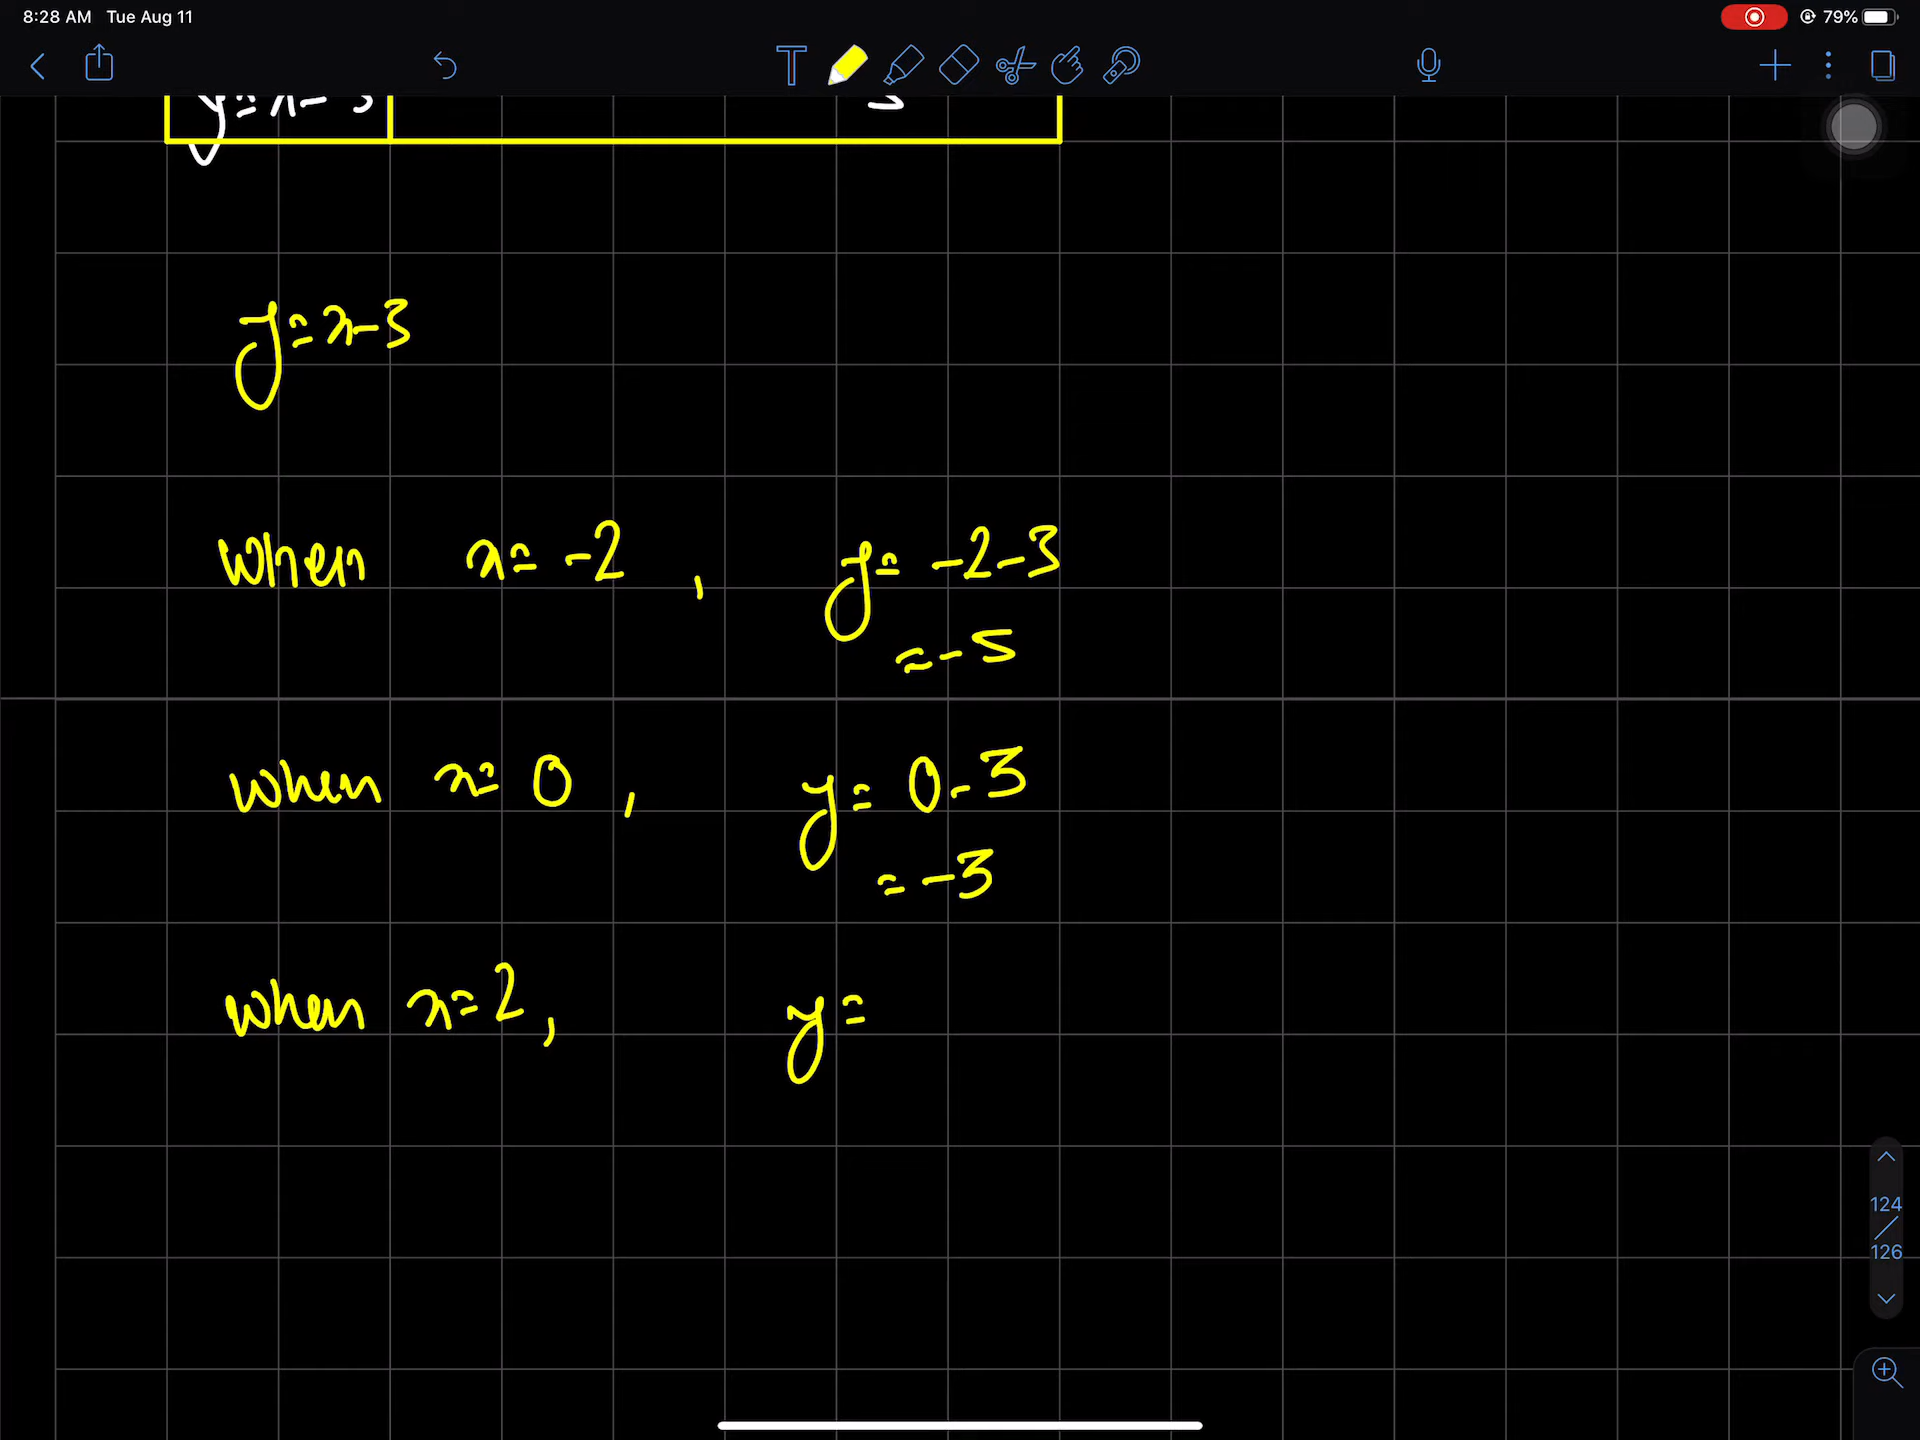 8:28 AM Tue Aug 11
79%
T
y = x - 3
y = x - 3
when x = -2 , y = -2 - 3
= -5
when x = 0 , y = 0 - 3
= -3
when x = 2 , y =
124
126